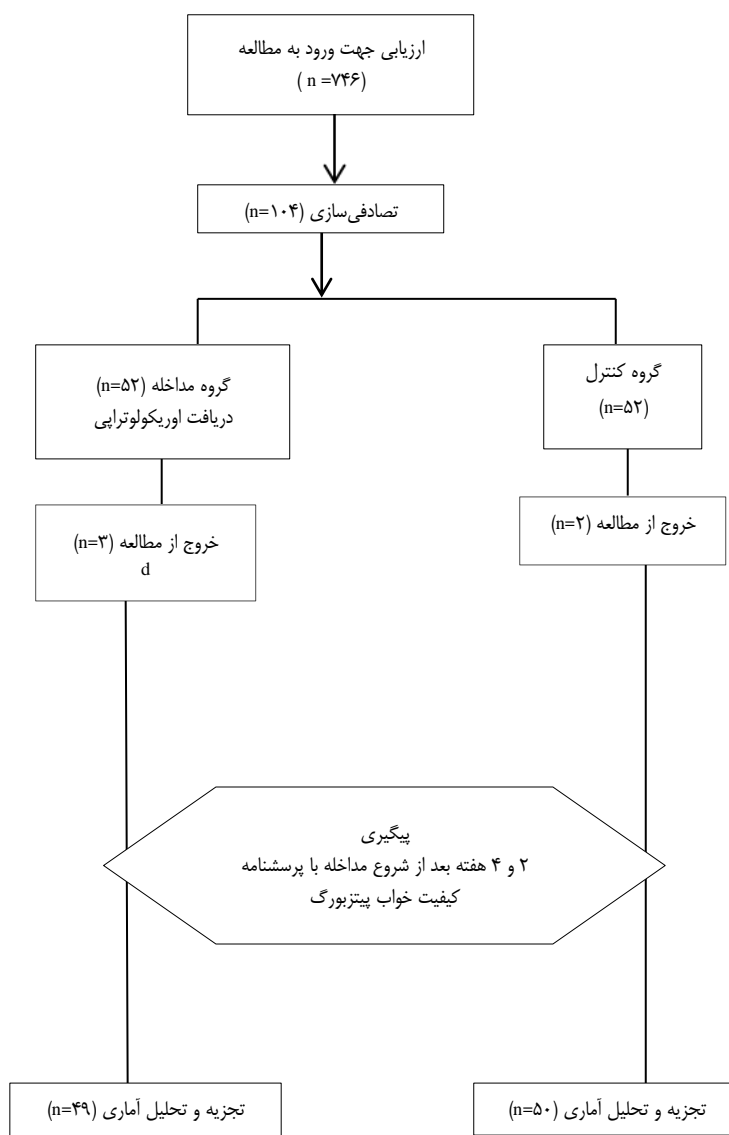 ارزیابی جهت ورود به مطالعه
( n =۷۴۶)
تصادفی‌سازی (n=۱۰۴)
گروه مداخله (n=۵۲)
دریافت اوریکولوتراپی
گروه کنترل
(n=۵۲)
خروج از مطالعه (n=۳)
d
خروج از مطالعه (n=۲)
پیگیری
۲ و ۴ هفته بعد از شروع مداخله با پرسشنامه
کیفیت خواب پیتزبورگ
تجزیه و تحلیل آماری (n=۴۹)
تجزیه و تحلیل آماری (n=۵۰)